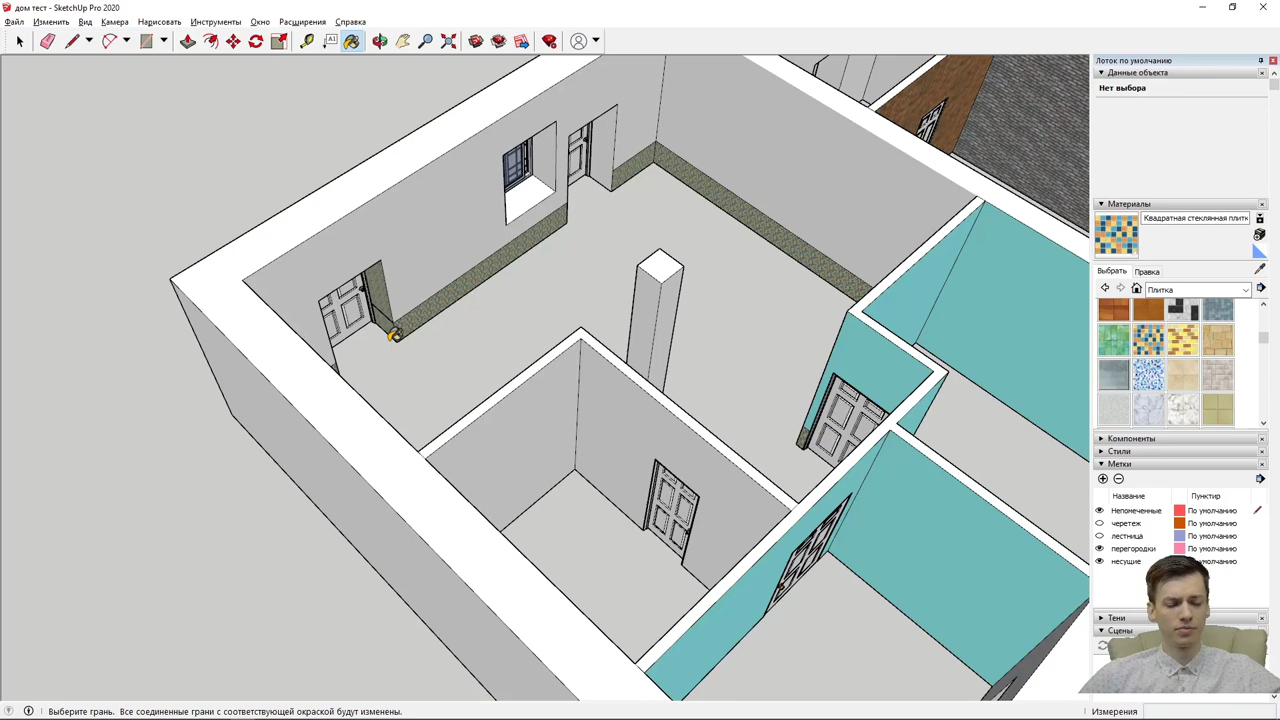 дом тест - SketchUp Pro 2020
Файл Изменить Вид Камера Нарисовать Инструменты Окно Расширения Справка
Лоток по умолчанию
Данные объекта
Нет выбора
Материалы
Квадратная стеклянная плитк
Выбрать Правка
Плитка
Компоненты
Стили
Метки
Название Пунктир
Непомеченные По умолчанию
черетеж По умолчанию
лестница По умолчанию
перегородки По умолчанию
несущие По умолчанию
Тени
Сцены
Выберите грань. Все соединенные грани с соответствующей окраской будут изменены.
Измерения